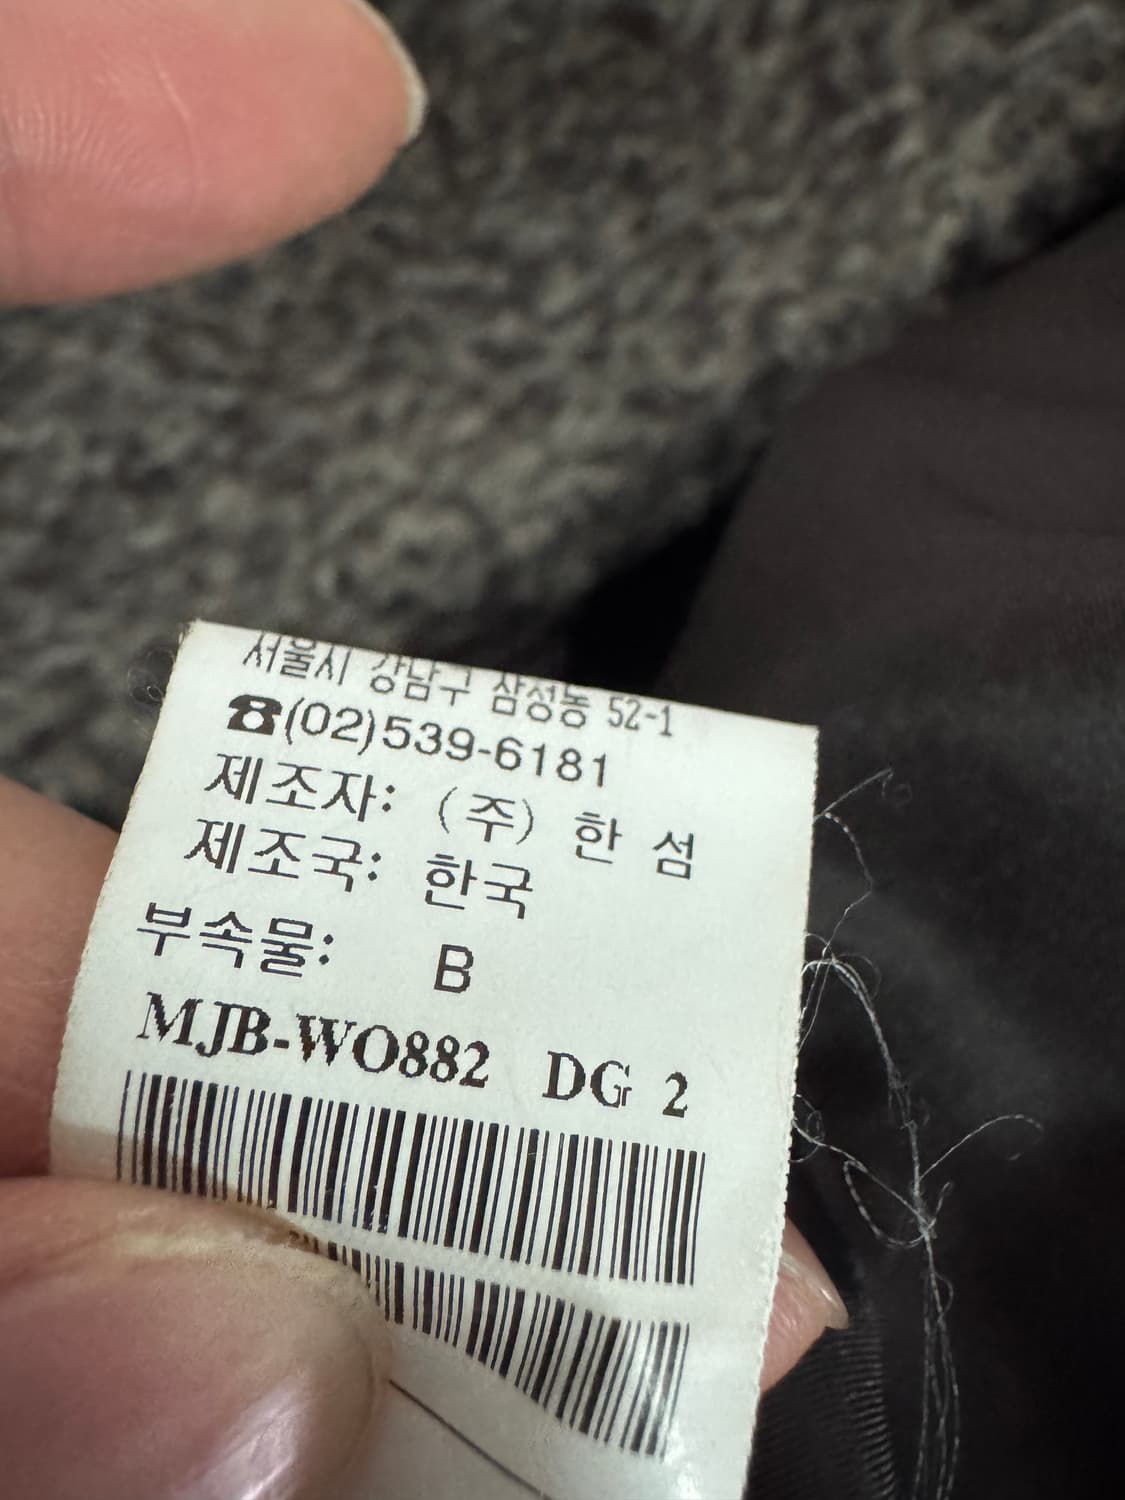 서울시 강남구 삼성동 52-1
☎(02)539-6181
제조자: (주) 한 섬
제조국: 한국
부속물: B
MJB-WO882 DG 2